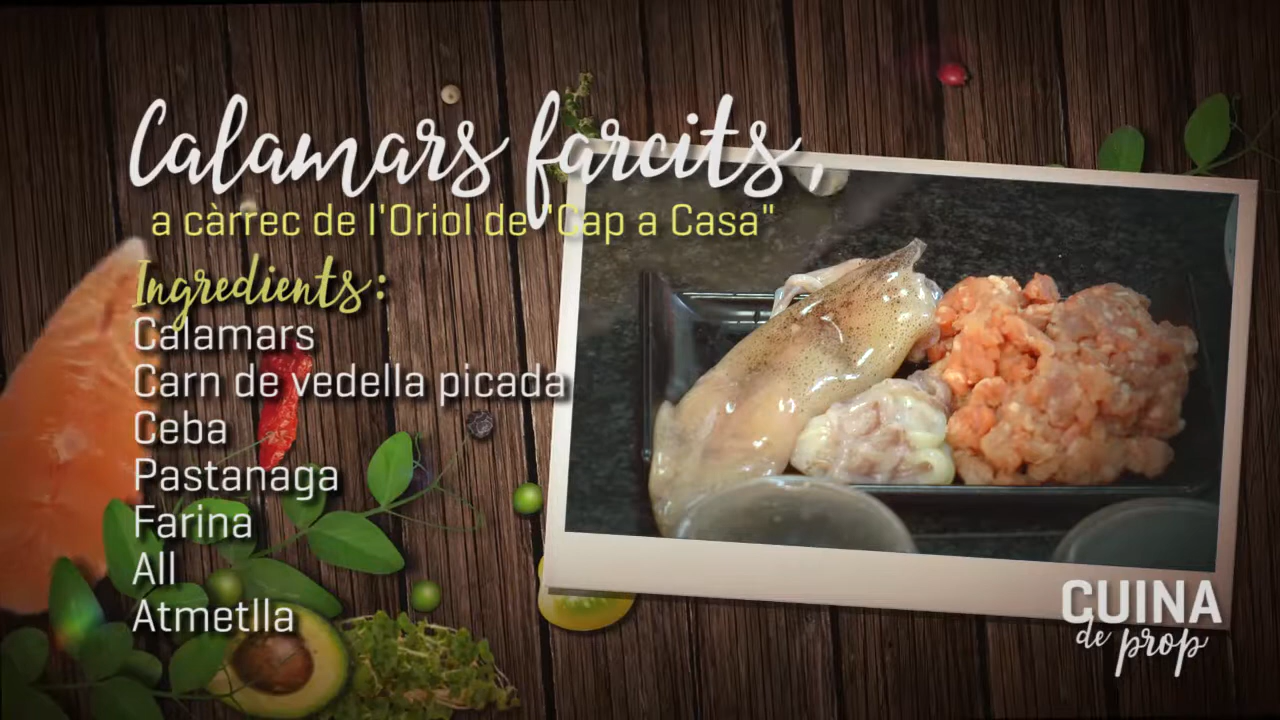 Calamars farcits,
a càrrec de l'Oriol de "Cap a Casa"
Ingredients:
Calamars
Carn de vedella picada
Ceba
Pastanaga
Farina
All
Atmetlla
CUINA
de prop